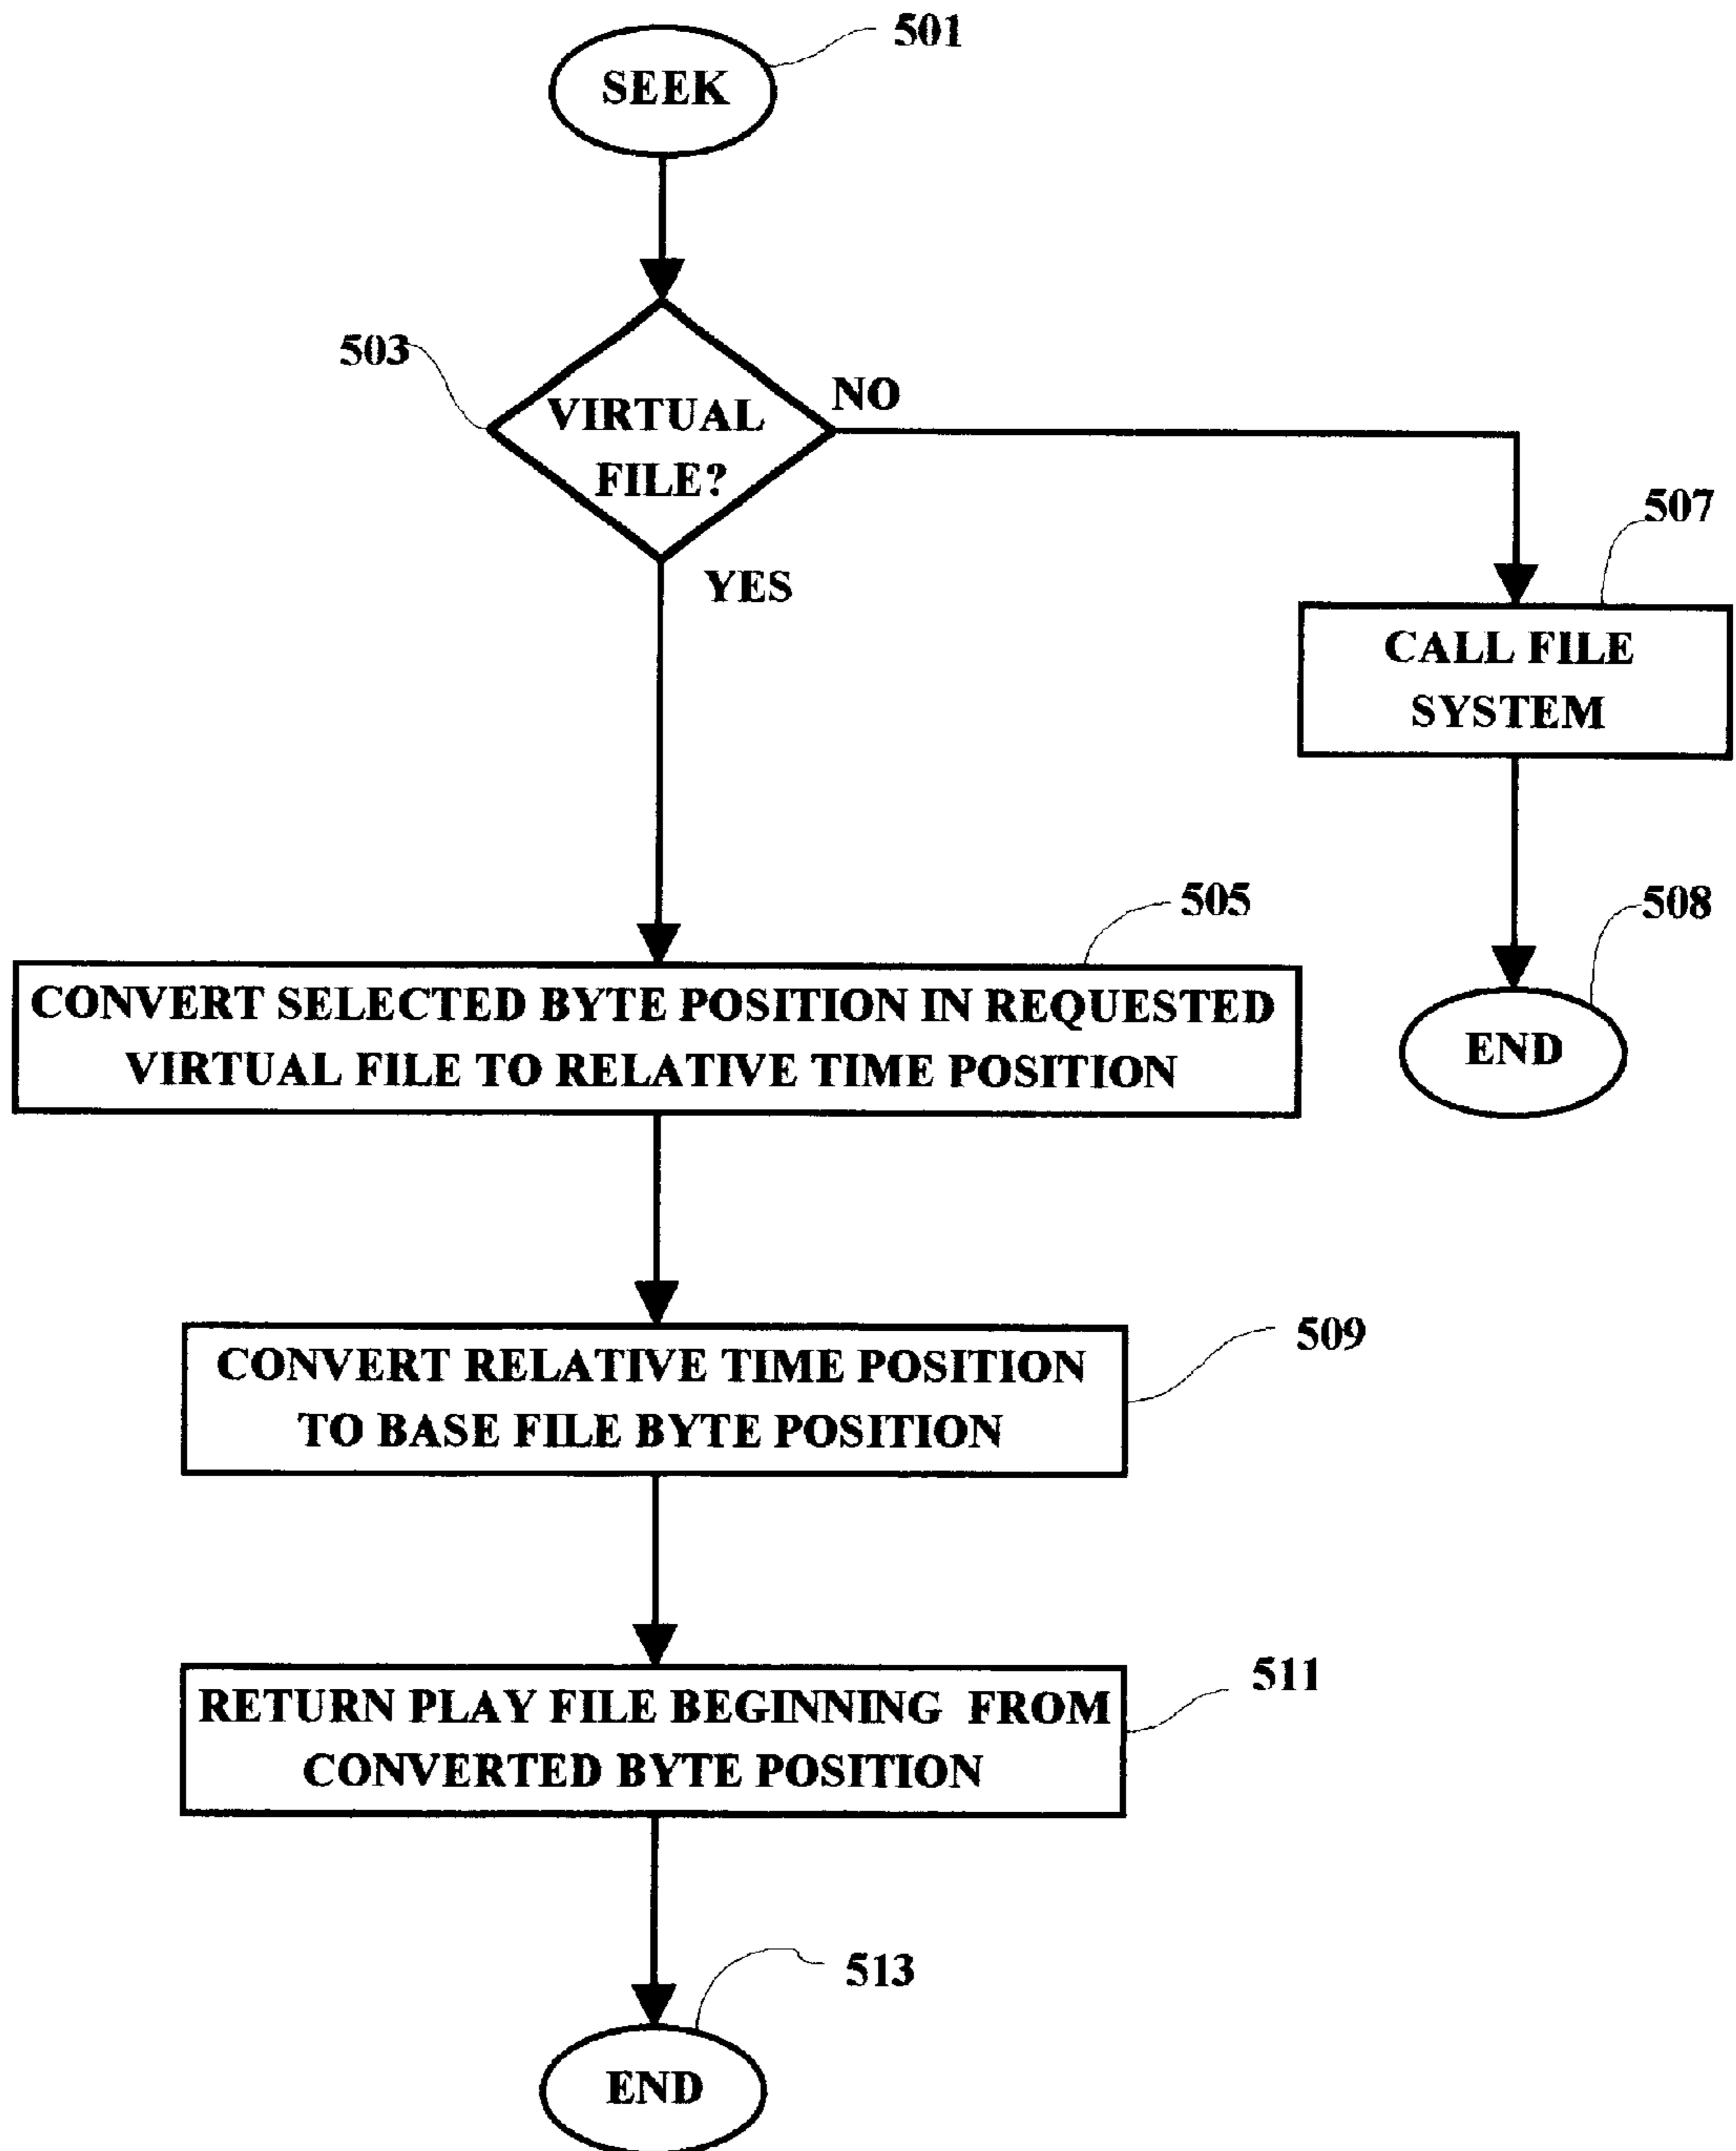 501
SEEK
503
VIRTUAL
FILE?
NO
YES
507
CALL FILE
SYSTEM
505
508
CONVERT SELECTED BYTE POSITION IN REQUESTED
VIRTUAL FILE TO RELATIVE TIME POSITION
END
509
CONVERT RELATIVE TIME POSITION
TO BASE FILE BYTE POSITION
511
RETURN PLAY FILE BEGINNING FROM
CONVERTED BYTE POSITION
513
END